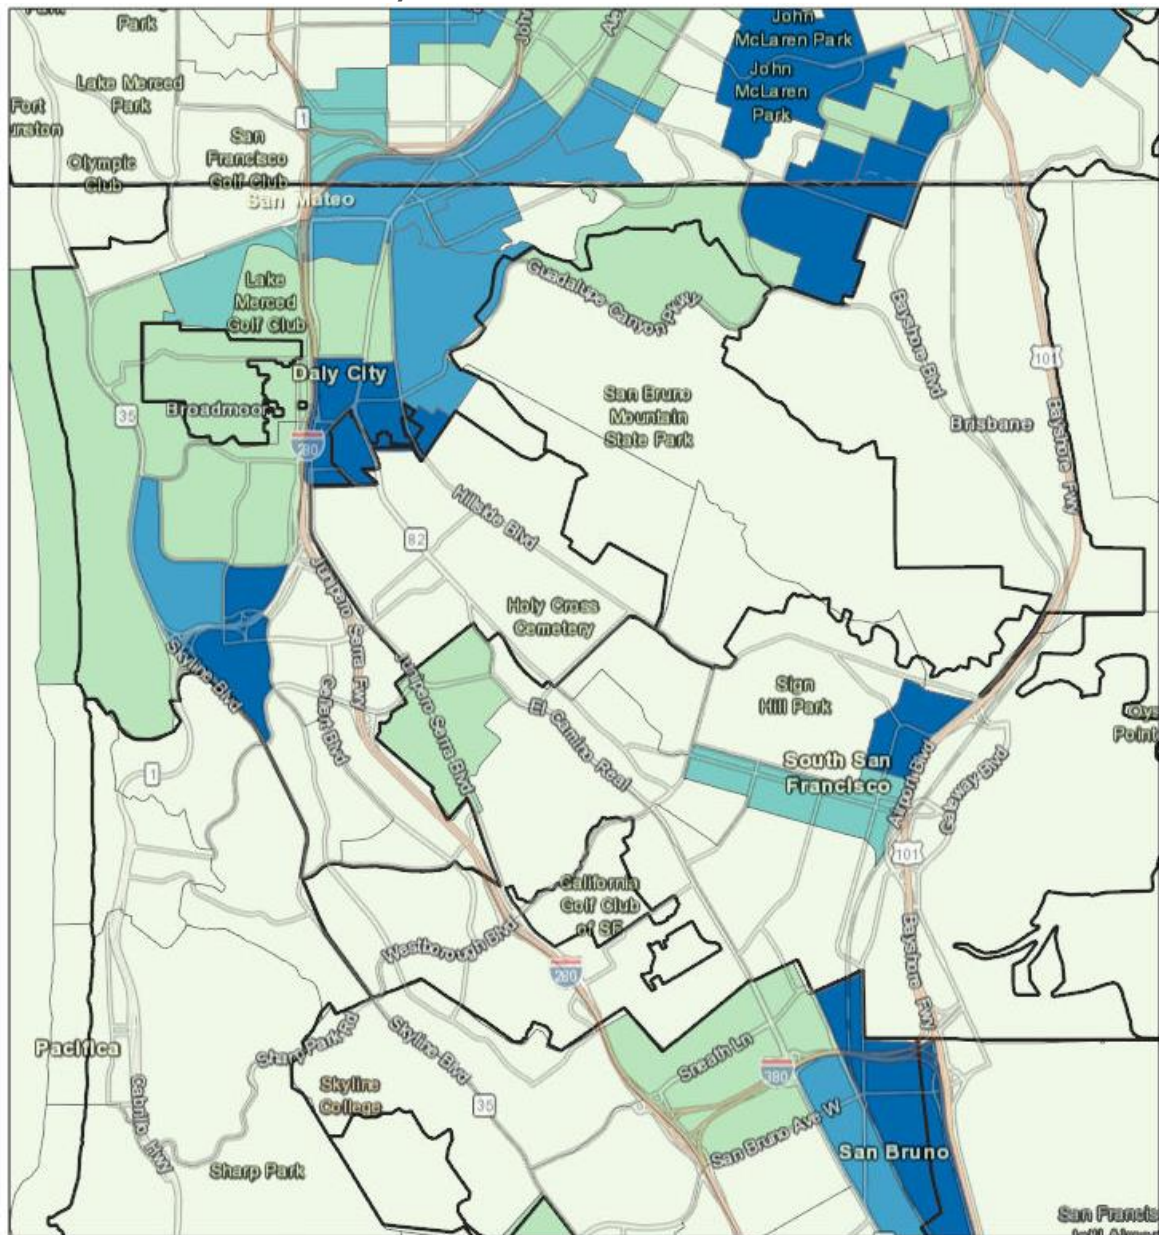 Park
Park
John
McLaren Park
John
McLaren
Park
Lake Merced
Park
Fort
1
San
Francisco
Golf Club
Olympic
Club
San Mateo
Lake
Merced
Golf Club
Guadalupe Canyon Pkwy
Bayshore Blvd
101
Daly City
Broadmoor
35
280
San Bruno
Mountain
State Park
Brisbane
Bayshore Fwy
Hillside Blvd
82
Junipero Serra Fwy
Holy Cross
Cemetery
Skyline Blvd
Gellert Blvd
Junipero Serra Blvd
El Camino Real
Sign
Hill Park
Point
1
South San
Francisco
Airport Blvd
Gateway Blvd
101
California
Golf Club
of SF
Westborough Blvd
280
Bayshore Fwy
Pacifica
Sharp Park Rd
Skyline Blvd
Sneath Ln
380
Cabrillo Hwy
Skyline
College
35
San Bruno Ave W
San Bruno
Sharp Park
San Francis